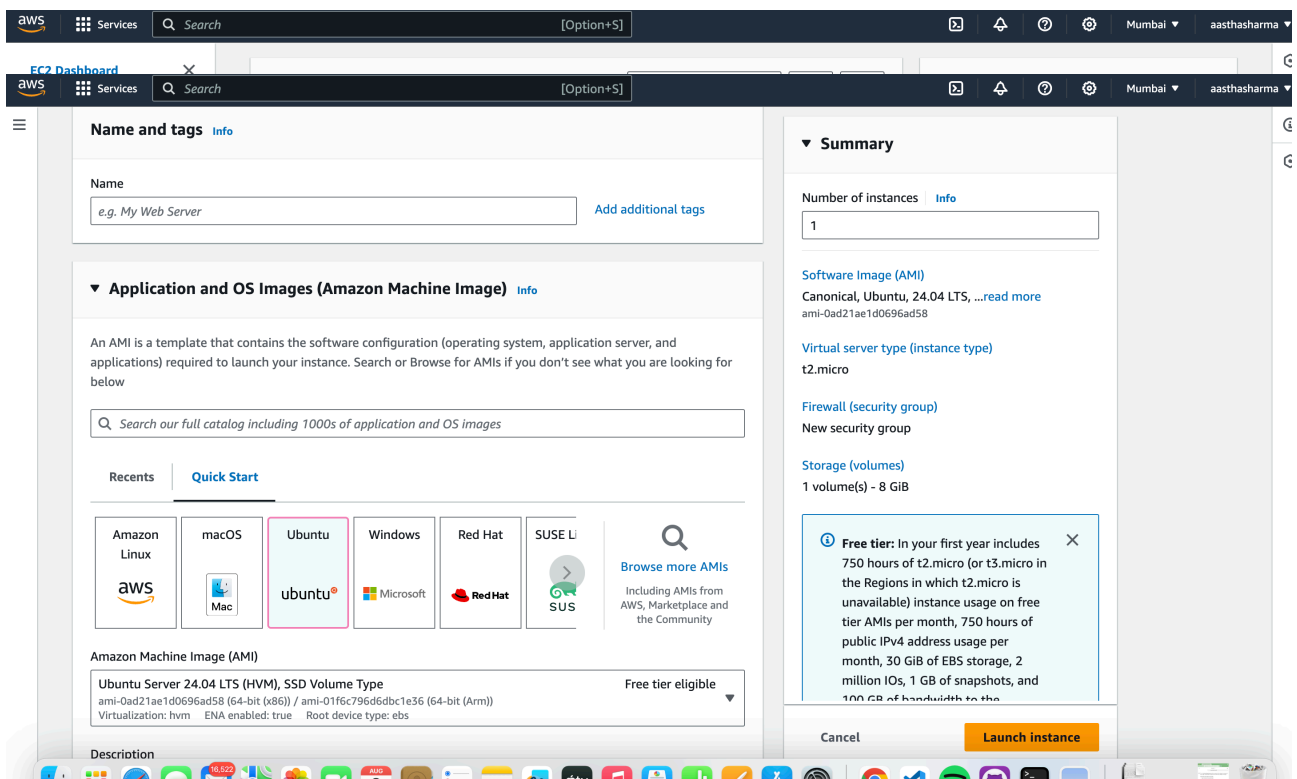 aws
Services
Search
[Option+S]
Mumbai
aasthasharma
EC2 Dashboard
aws
Services
Search
[Option+S]
Mumbai
aasthasharma
Name and tags Info
Name
e.g. My Web Server
Add additional tags
Application and OS Images (Amazon Machine Image) Info
An AMI is a template that contains the software configuration (operating system, application server, and
applications) required to launch your instance. Search or Browse for AMIs if you don't see what you are looking for
below
Search our full catalog including 1000s of application and OS images
Recents
Quick Start
Amazon
Linux
aws
macOS
Mac
Ubuntu
ubuntu
Windows
Microsoft
Red Hat
Red Hat
SUSE Li
SUS
Browse more AMIs
Including AMIs from
AWS, Marketplace and
the Community
Amazon Machine Image (AMI)
Ubuntu Server 24.04 LTS (HVM), SSD Volume Type
Free tier eligible
ami-0ad21ae1d0696ad58 (64-bit (x86)) / ami-01f6c796d6dbc1e36 (64-bit (Arm))
Virtualization: hvm ENA enabled: true Root device type: ebs
Description
Summary
Number of instances Info
1
Software Image (AMI)
Canonical, Ubuntu, 24.04 LTS, ...read more
ami-0ad21ae1d0696ad58
Virtual server type (instance type)
t2.micro
Firewall (security group)
New security group
Storage (volumes)
1 volume(s) - 8 GiB
Free tier: In your first year includes
750 hours of t2.micro (or t3.micro in
the Regions in which t2.micro is
unavailable) instance usage on free
tier AMIs per month, 750 hours of
public IPv4 address usage per
month, 30 GiB of EBS storage, 2
million IOs, 1 GB of snapshots, and
100 GB of bandwidth to the
Cancel
Launch instance
16,522
AUG